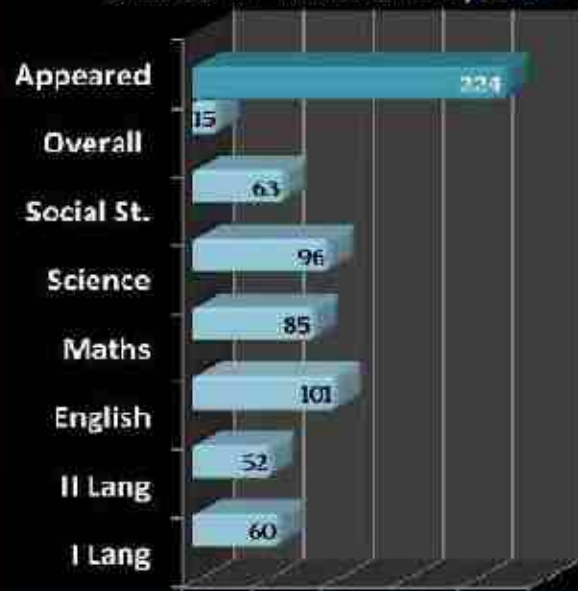 Appeared
224
15
Overall
63
Social St.
96
Science
85
Maths
101
English
52
II Lang
60
I Lang